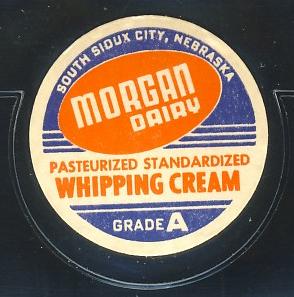 SOUTH SIOUX CITY, NEBRASKA
MORGAN
DAIRY
PASTEURIZED STANDARDIZED
WHIPPING CREAM
GRADE A